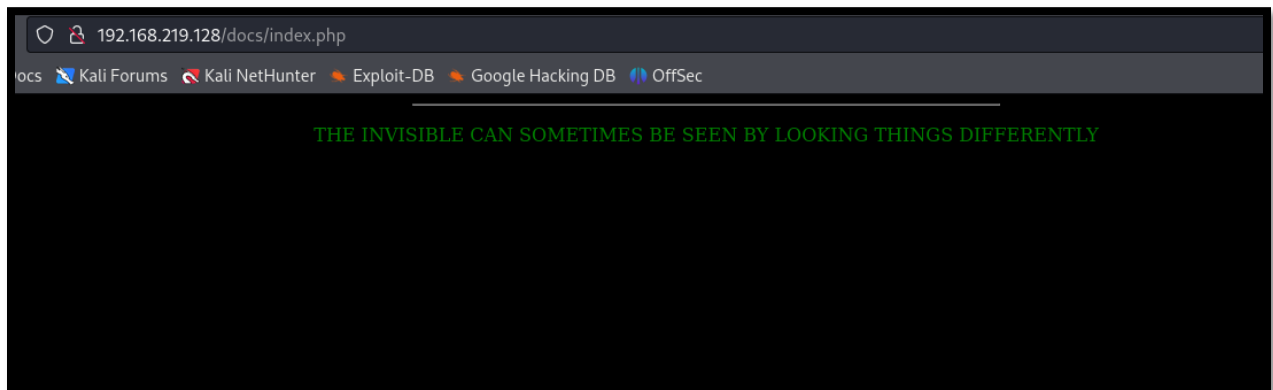 192.168.219.128/docs/index.php
ocs Kali Forums Kali NetHunter Exploit-DB Google Hacking DB OffSec
THE INVISIBLE CAN SOMETIMES BE SEEN BY LOOKING THINGS DIFFERENTLY